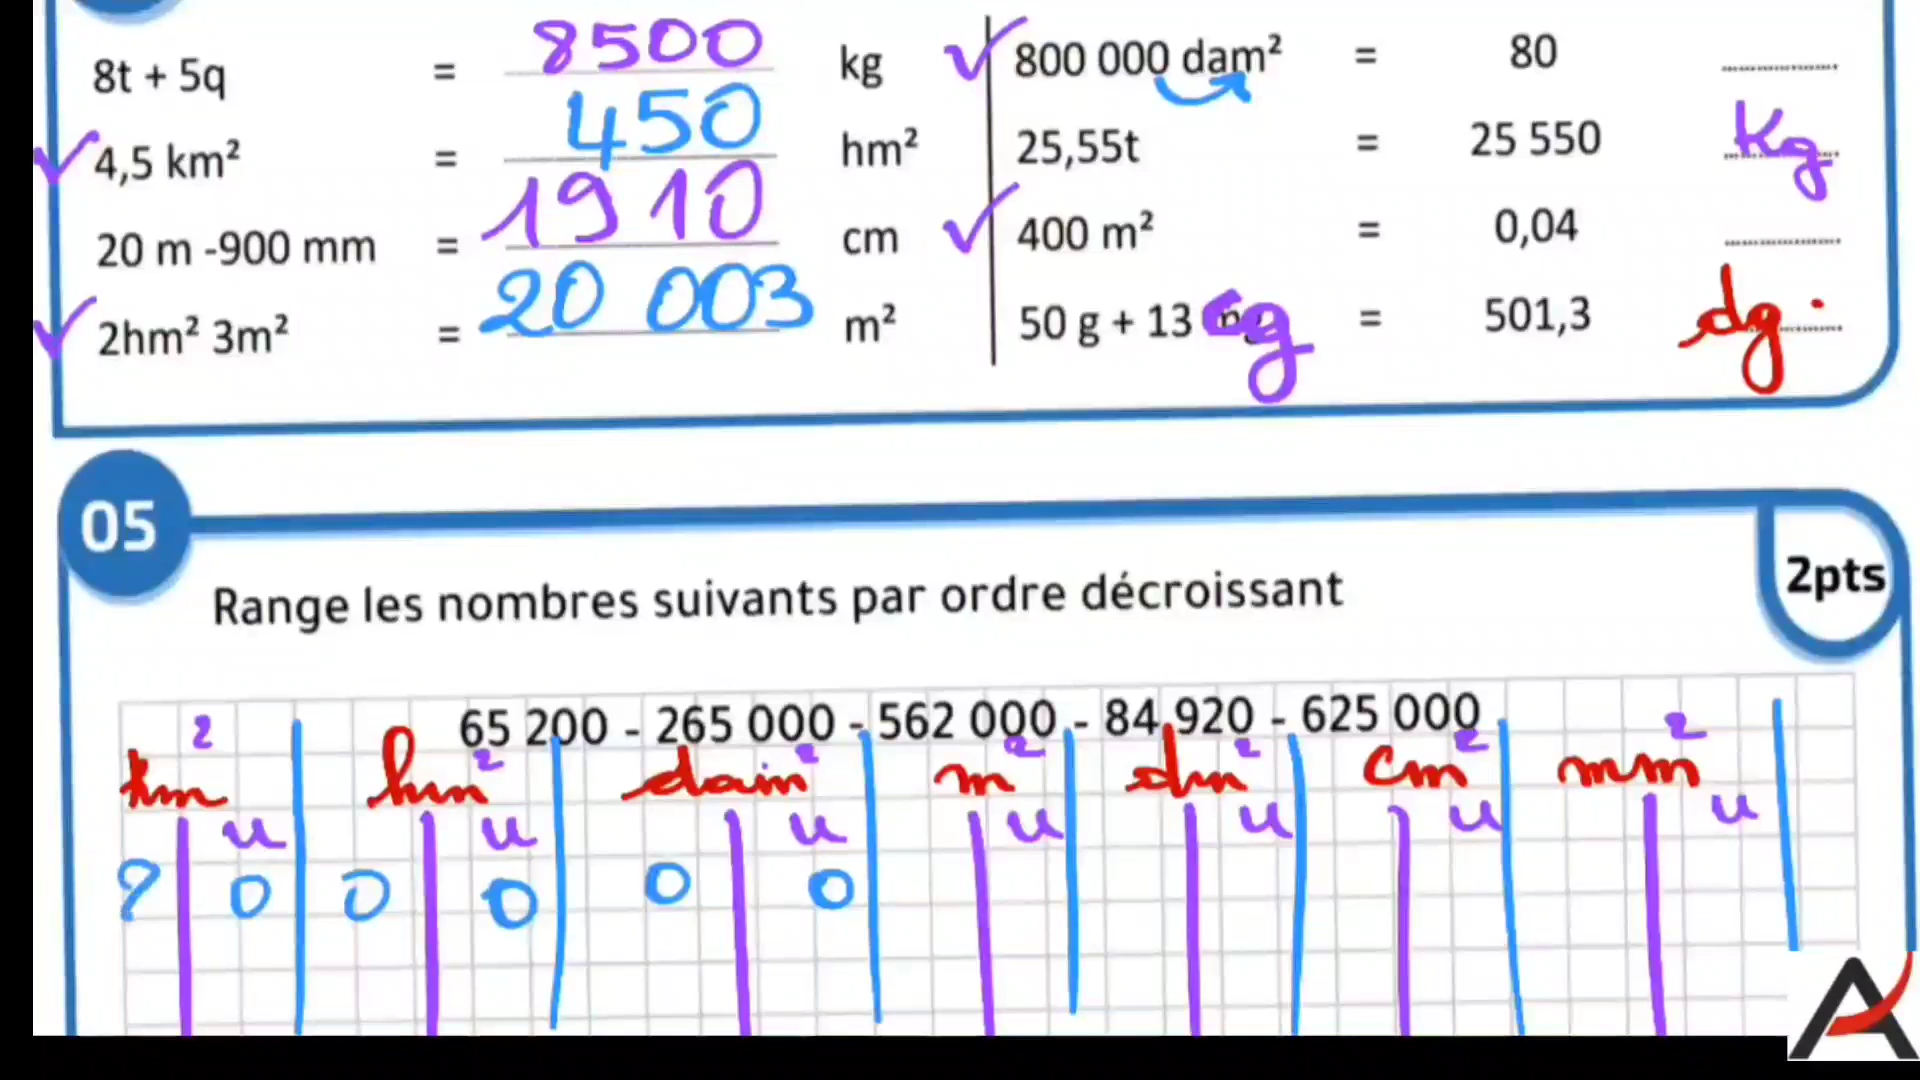 8t + 5q = 8500 kg
4,5 km² = 450 hm²
20 m -900 mm = 1910 cm
2hm² 3m² = 20 003 m²
800 000 dam² = 80
25,55t = 25 550 Kg
400 m² = 0,04
50 g + 13 cg = 501,3 dg.
05
2pts
Range les nombres suivants par ordre décroissant
65 200 - 265 000 - 562 000 - 84 920 - 625 000
km² hm² dam² m² dm² cm² mm²
u u u u u u u
8 0 0 0 0 0